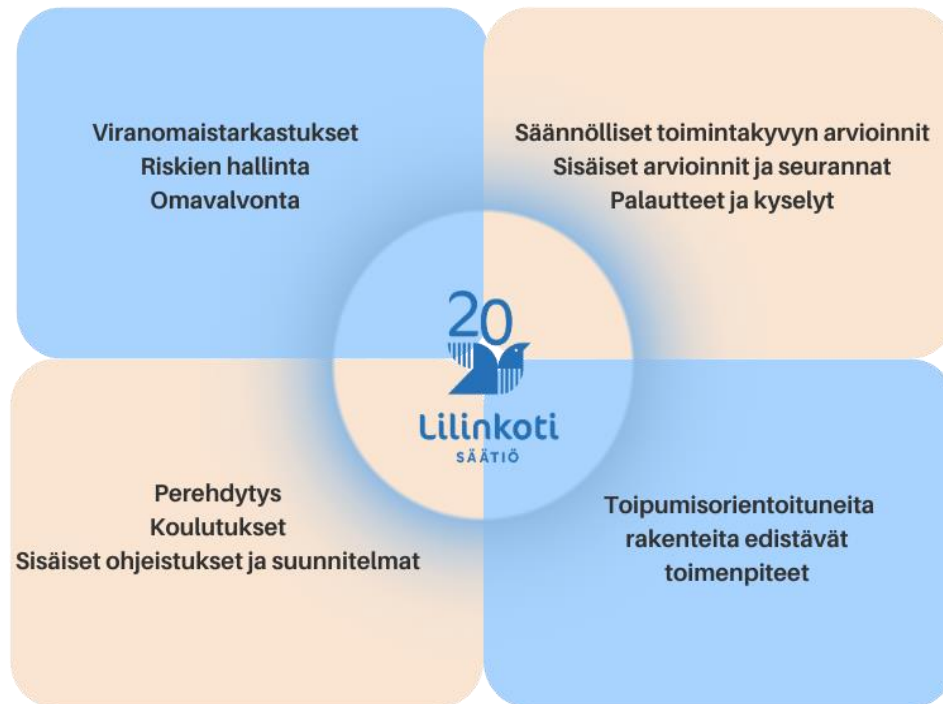 Viranomaistarkastukset
Riskien hallinta
Omavalvonta
Säännölliset toimintakyvyn arvioinnit
Sisäiset arvioinnit ja seurannat
Palautteet ja kyselyt
20
Lilinkoti
SÄÄTIÖ
Perehdytys
Koulutukset
Sisäiset ohjeistukset ja suunnitelmat
Toipumisorientoituneita
rakenteita edistävät
toimenpiteet